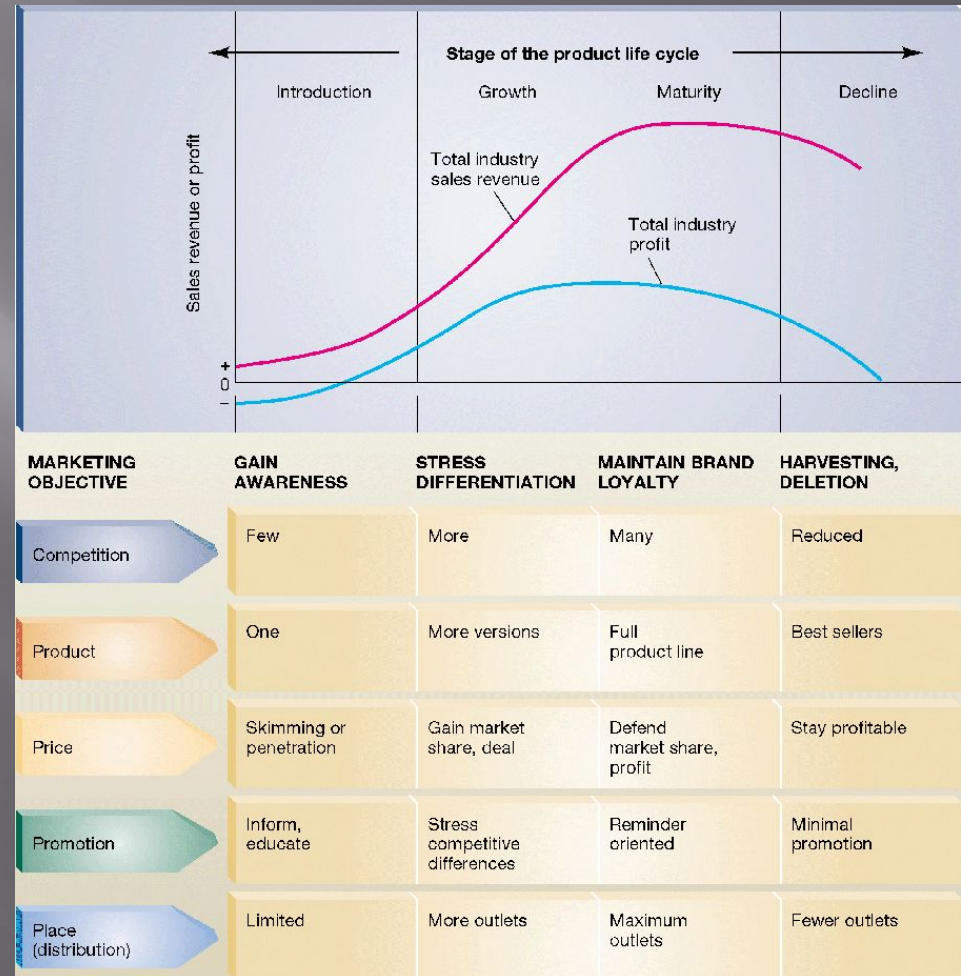 Stage of the product life cycle
Introduction
Growth
Maturity
Decline
Sales revenue or profit
Total industry
sales revenue
Total industry
profit
+
0
–
MARKETING
OBJECTIVE
GAIN
AWARENESS
STRESS
DIFFERENTIATION
MAINTAIN BRAND
LOYALTY
HARVESTING,
DELETION
Competition
Few
More
Many
Reduced
Product
One
More versions
Full
product line
Best sellers
Price
Skimming or
penetration
Gain market
share, deal
Defend
market share,
profit
Stay profitable
Promotion
Inform,
educate
Stress
competitive
differences
Reminder
oriented
Minimal
promotion
Place
(distribution)
Limited
More outlets
Maximum
outlets
Fewer outlets